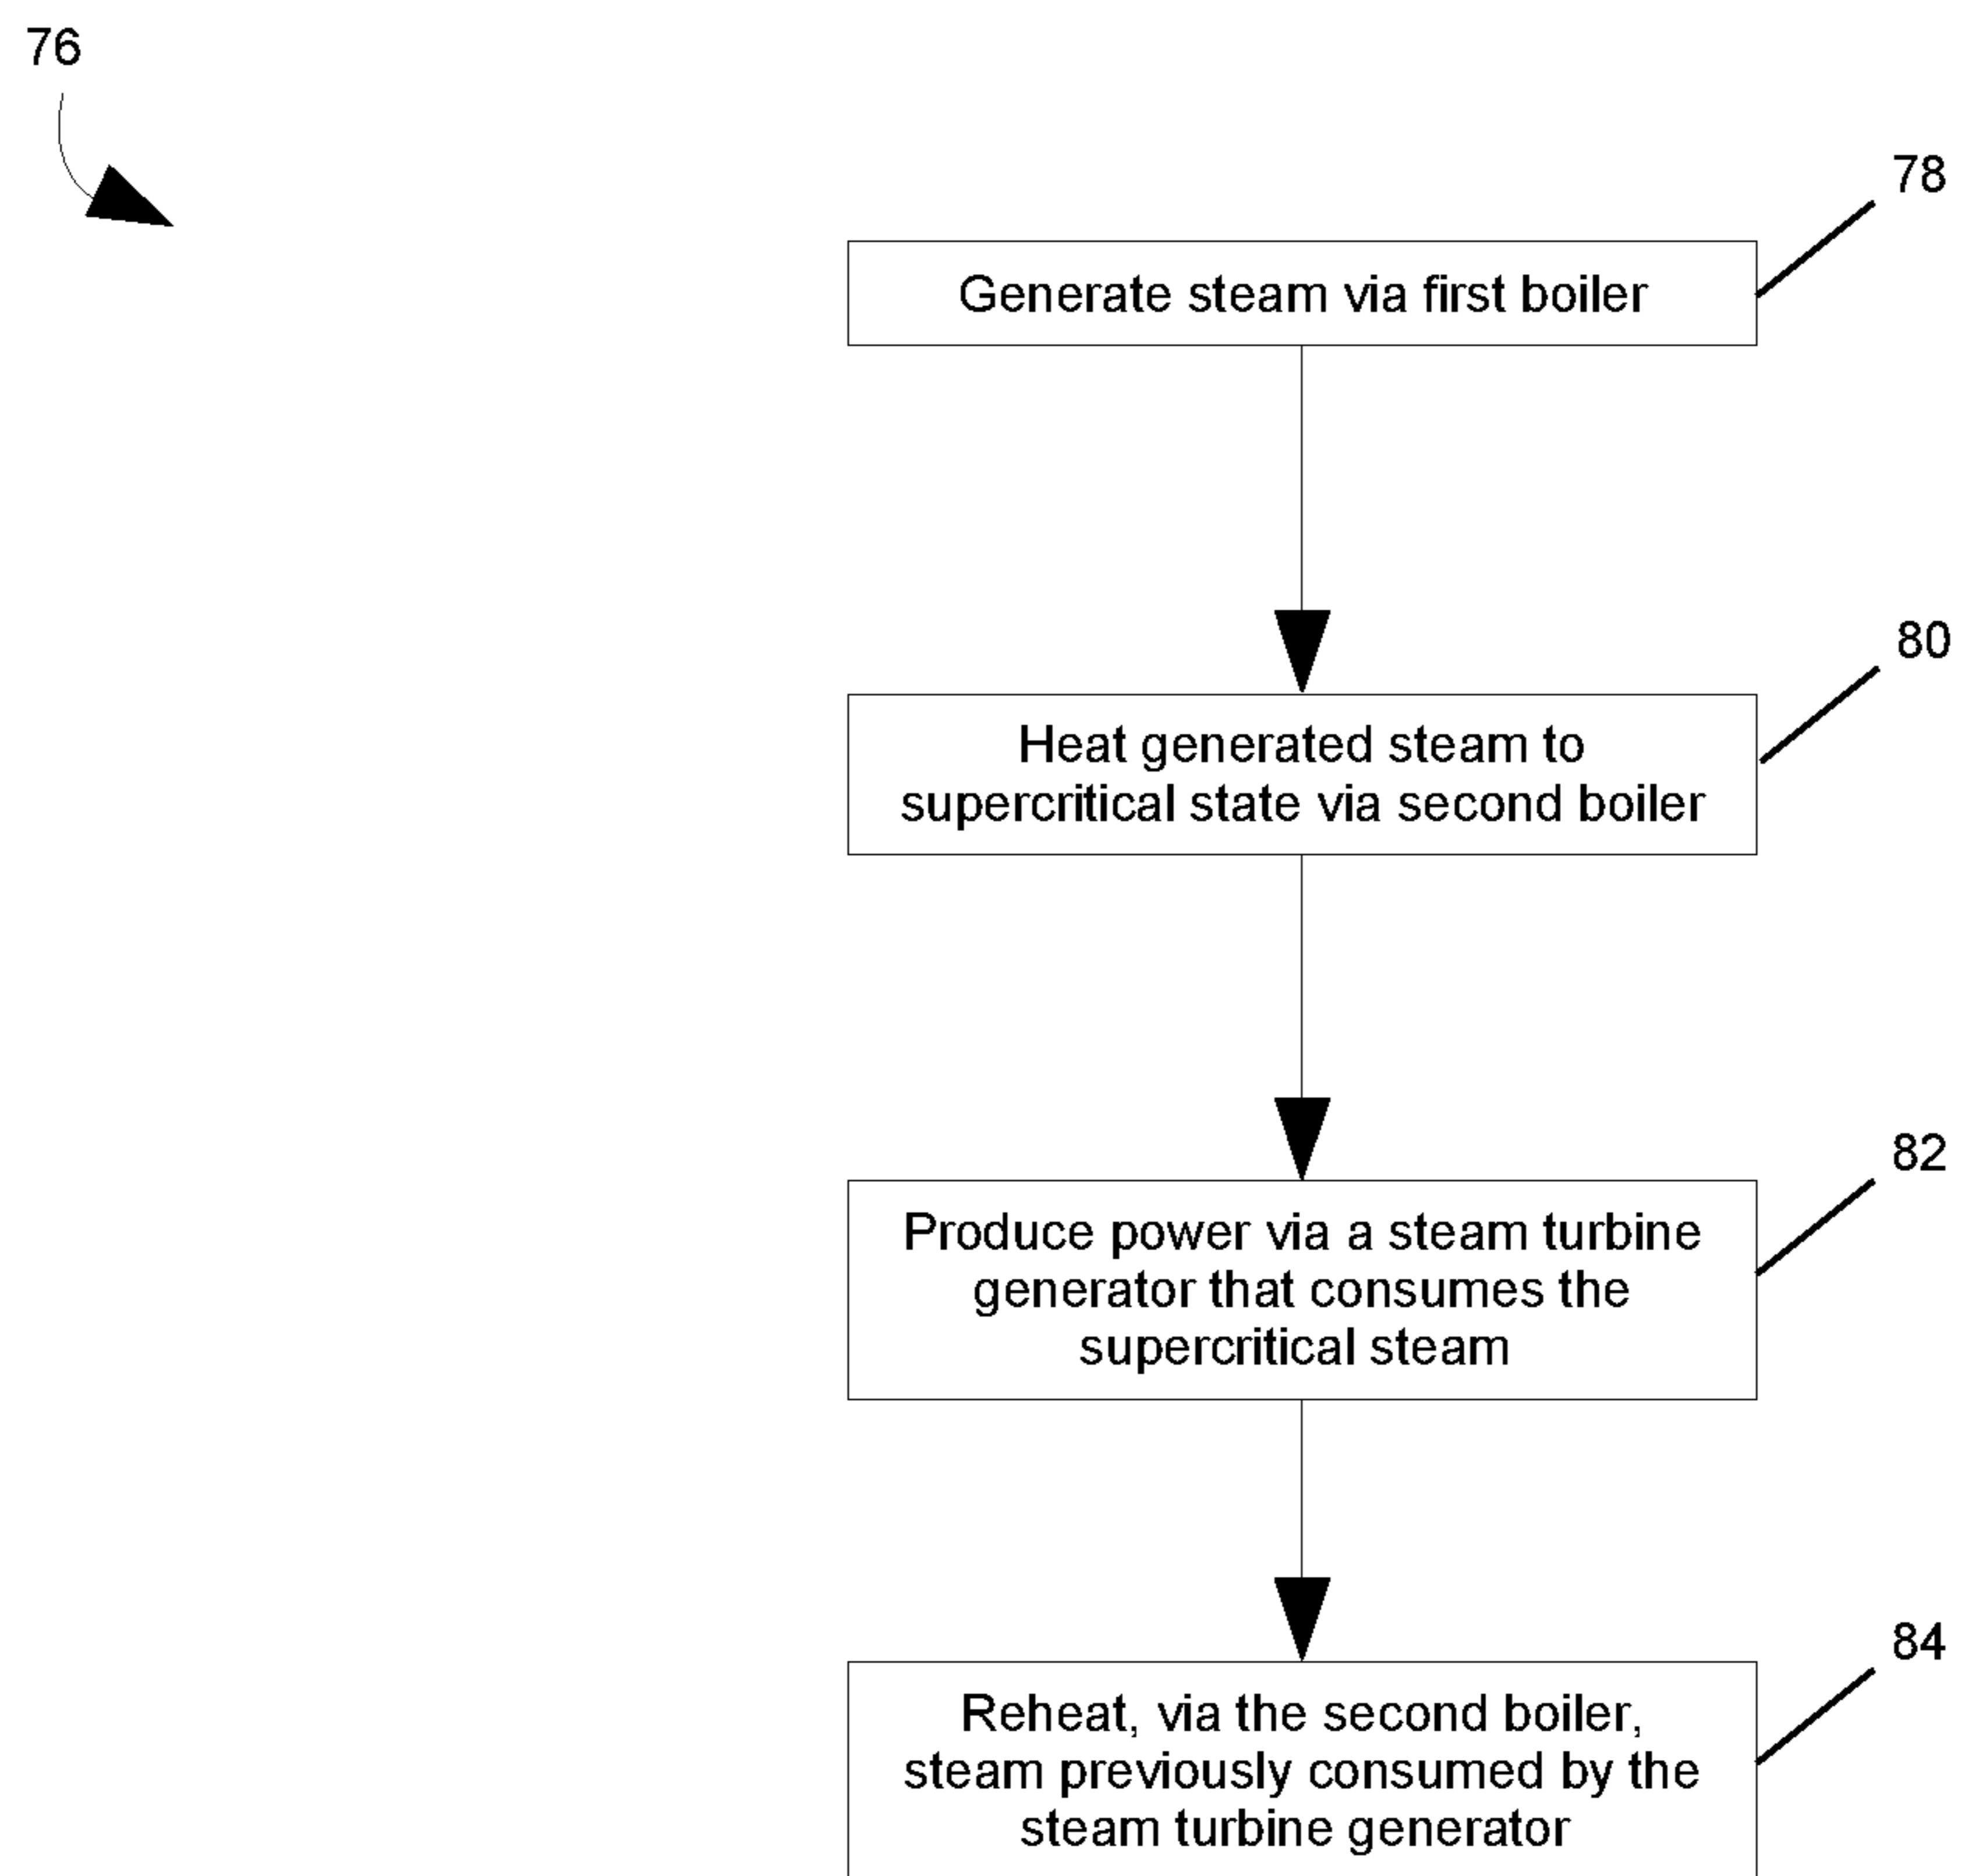 76
78
Generate steam via first boiler
80
Heat generated steam to
supercritical state via second boiler
82
Produce power via a steam turbine
generator that consumes the
supercritical steam
84
Reheat, via the second boiler,
steam previously consumed by the
steam turbine generator